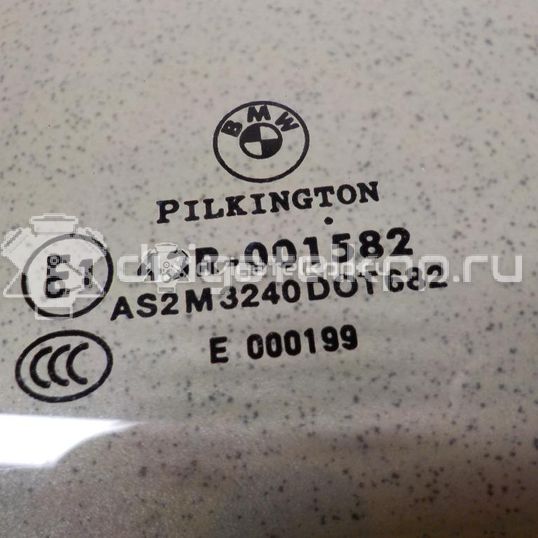 BMW
PILKINGTON
E1 43R-001582
AS2 M3240 DOT682
CCC
E 000199